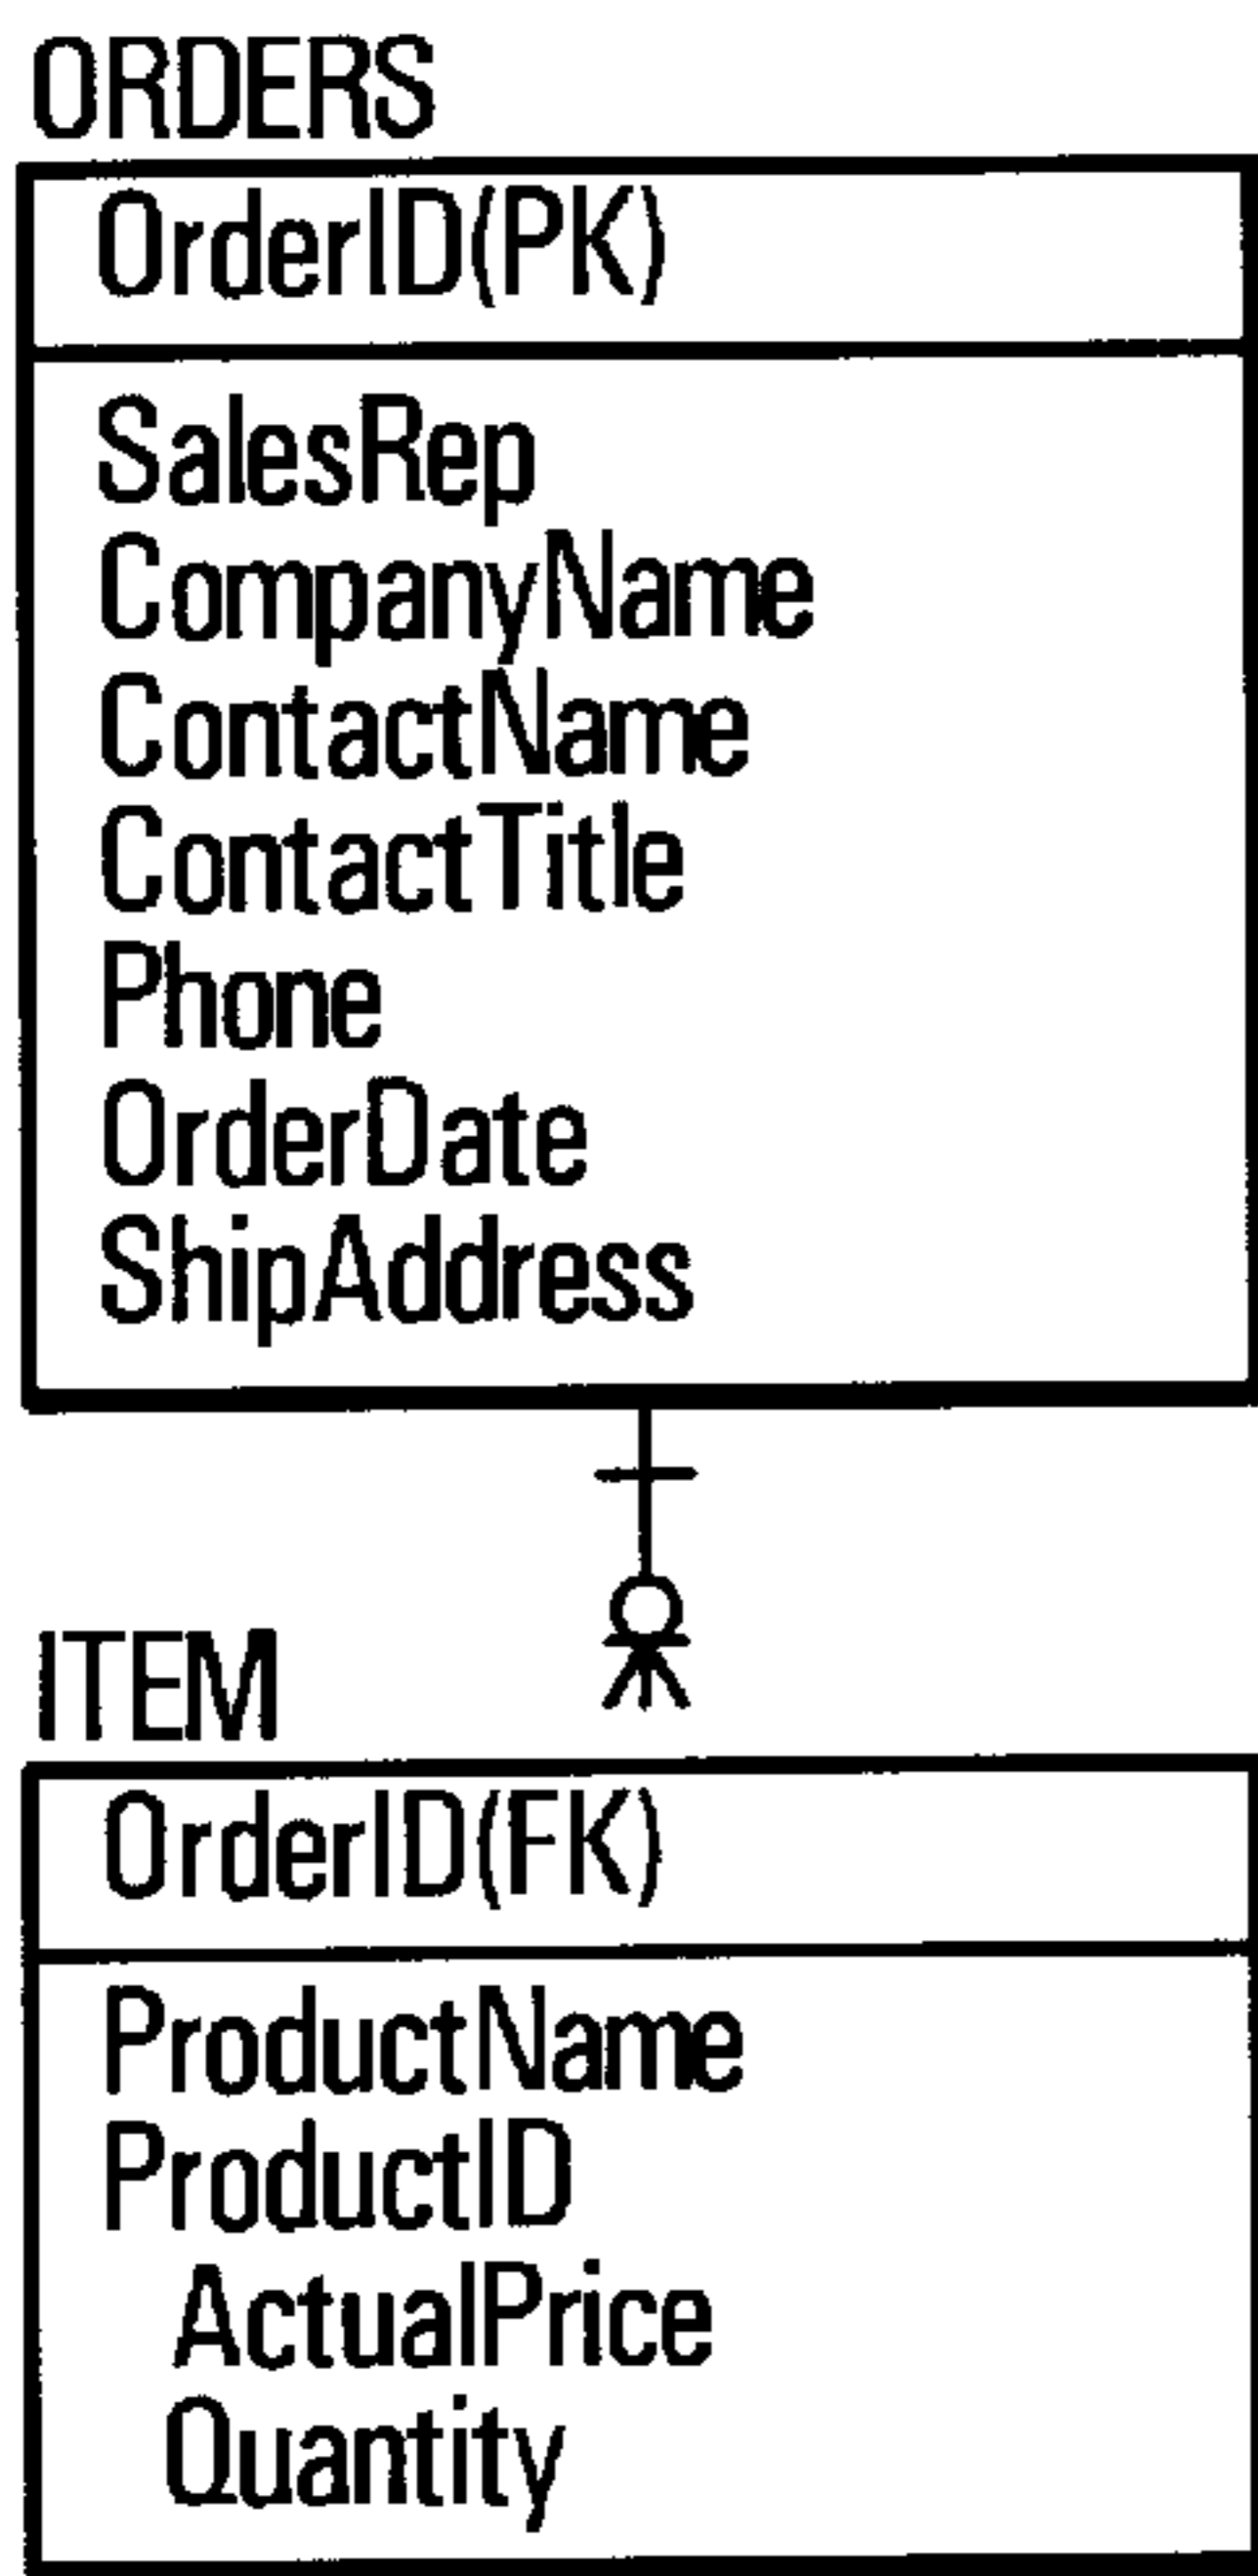 ORDERS
OrderID(PK)
SalesRep
CompanyName
ContactName
ContactTitle
Phone
OrderDate
ShipAddress
ITEM
OrderID(FK)
ProductName
ProductID
ActualPrice
Quantity